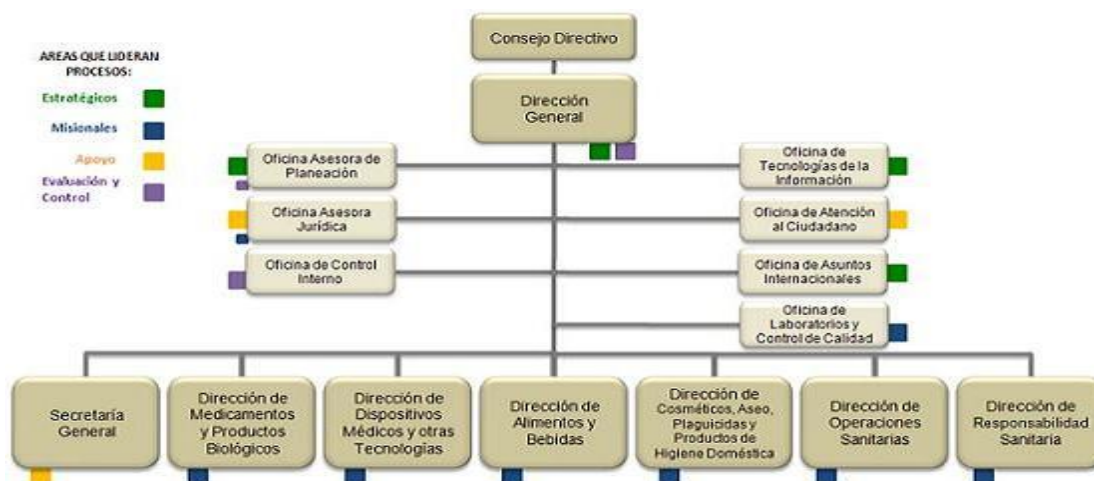 Consejo Directivo
AREAS QUE LIDERAN
PROCESOS:
Estratégicos
Misionales
Apoyo
Evaluación y
Control
Dirección
General
Oficina Asesora de
Planeación
Oficina de
Tecnologías de la
Información
Oficina Asesora
Jurídica
Oficina de Atención
al Ciudadano
Oficina de Control
Interno
Oficina de Asuntos
Internacionales
Oficina de
Laboratorios y
Control de Calidad
Secretaría
General
Dirección de
Medicamentos
y Productos
Biológicos
Dirección de
Dispositivos
Médicos y otras
Tecnologías
Dirección de
Alimentos y
Bebidas
Dirección de
Cosméticos, Aseo,
Plaguicidas y
Productos de
Higiene Doméstica
Dirección de
Operaciones
Sanitarias
Dirección de
Responsabilidad
Sanitaria